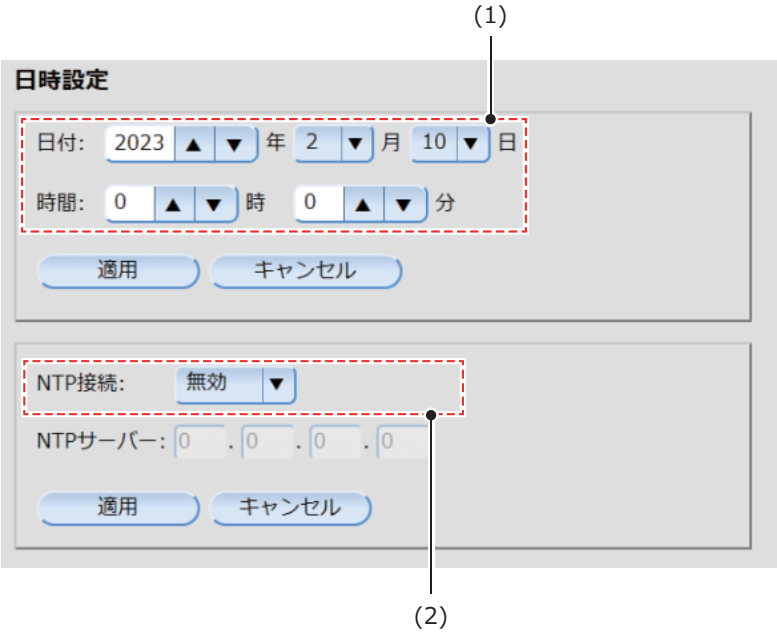 (1)
日時設定
日付: 2023 ▲ ▼ 年 2 ▼ 月 10 ▼ 日
時間: 0 ▲ ▼ 時 0 ▲ ▼ 分
適用 キャンセル
NTP接続: 無効 ▼
NTPサーバー: 0 . 0 . 0 . 0
適用 キャンセル
(2)